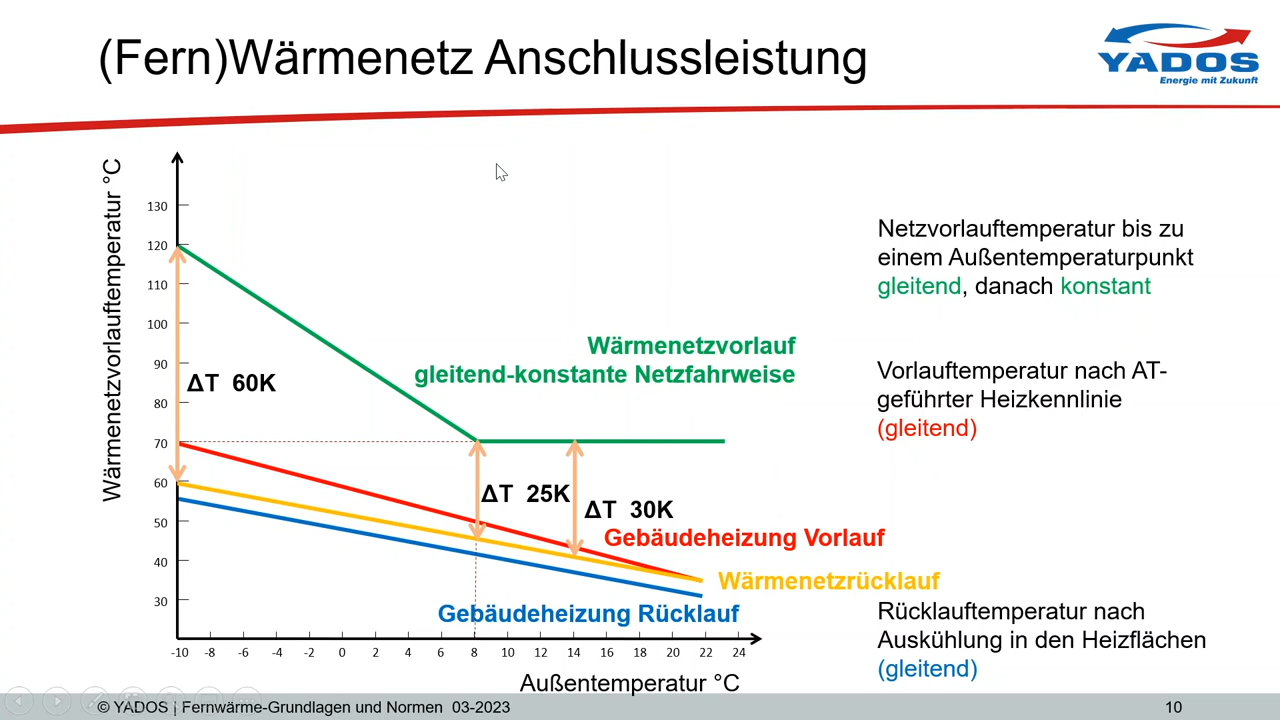 (Fern)Wärmenetz Anschlussleistung
YADOS
Energie mit Zukunft
Wärmenetzvorlauftemperatur °C
130
120
110
100
90
80
70
60
50
40
30
ΔT 60K
Wärmenetzvorlauf
gleitend-konstante Netzfahrweise
ΔT 25K
ΔT 30K
Gebäudeheizung Vorlauf
Wärmenetzrücklauf
Gebäudeheizung Rücklauf
-10 -8 -6 -4 -2 0 2 4 6 8 10 12 14 16 18 20 22 24
Außentemperatur °C
Netzvorlauftemperatur bis zu
einem Außentemperaturpunkt
gleitend, danach konstant
Vorlauftemperatur nach AT-
geführter Heizkennlinie
(gleitend)
Rücklauftemperatur nach
Auskühlung in den Heizflächen
(gleitend)
© YADOS | Fernwärme-Grundlagen und Normen 03-2023
10